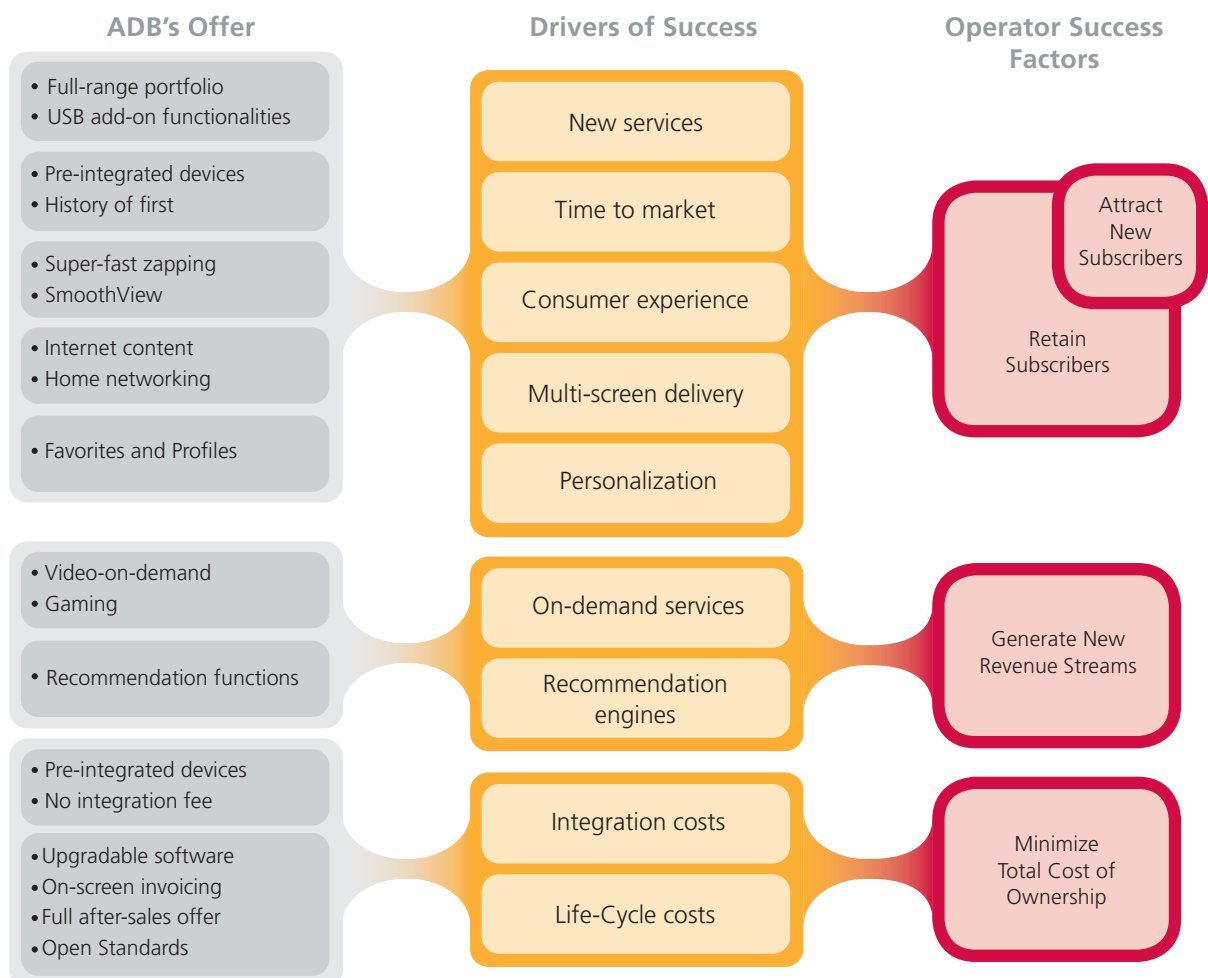 ADB's Offer
• Full-range portfolio
• USB add-on functionalities
• Pre-integrated devices
• History of first
• Super-fast zapping
• SmoothView
• Internet content
• Home networking
• Favorites and Profiles
• Video-on-demand
• Gaming
• Recommendation functions
• Pre-integrated devices
• No integration fee
• Upgradable software
• On-screen invoicing
• Full after-sales offer
• Open Standards
Drivers of Success
New services
Time to market
Consumer experience
Multi-screen delivery
Personalization
On-demand services
Recommendation
engines
Integration costs
Life-Cycle costs
Operator Success
Factors
Attract
New
Subscribers
Retain
Subscribers
Generate New
Revenue Streams
Minimize
Total Cost of
Ownership